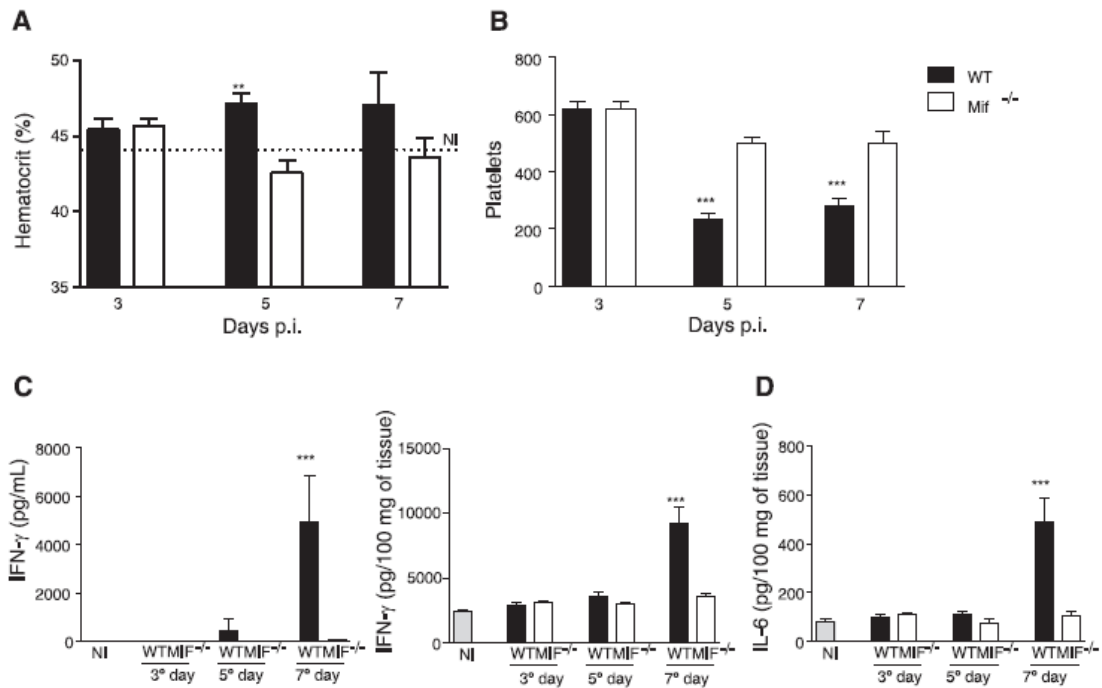 A
Hematocrit (%)
50
45
40
35
**
NI
3 5 7
Days p.i.
B
Platelets
800
600
400
200
0
***
***
3 5 7
Days p.i.
WT
Mif -/-
C
IFN-γ (pg/mL)
8000
6000
4000
2000
0
***
NI WTMIF-/- WTMIF-/- WTMIF-/-
3° day 5° day 7° day
IFN-γ (pg/100 mg of tissue)
15000
10000
5000
0
***
NI WTMIF-/- WTMIF-/- WTMIF-/-
3° day 5° day 7° day
D
IL-6 (pg/100 mg of tissue)
800
600
400
200
0
***
NI WTMIF-/- WTMIF-/- WTMIF-/-
3° day 5° day 7° day